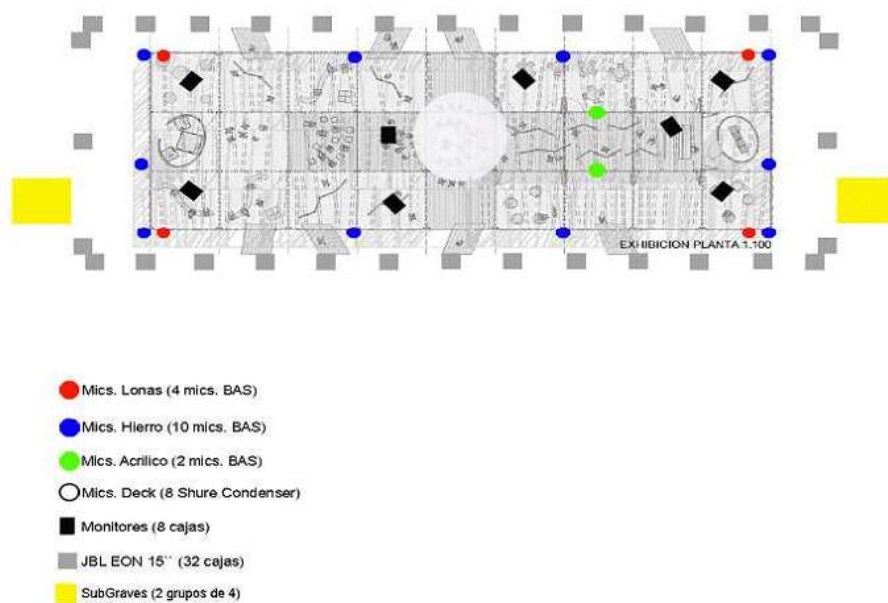 EXHIBICION PLANTA 1:100
Mics. Lonas (4 mics. BAS)
Mics. Hierro (10 mics. BAS)
Mics. Acrilico (2 mics. BAS)
Mics. Deck (8 Shure Condenser)
Monitores (8 cajas)
JBL EON 15´´ (32 cajas)
SubGraves (2 grupos de 4)